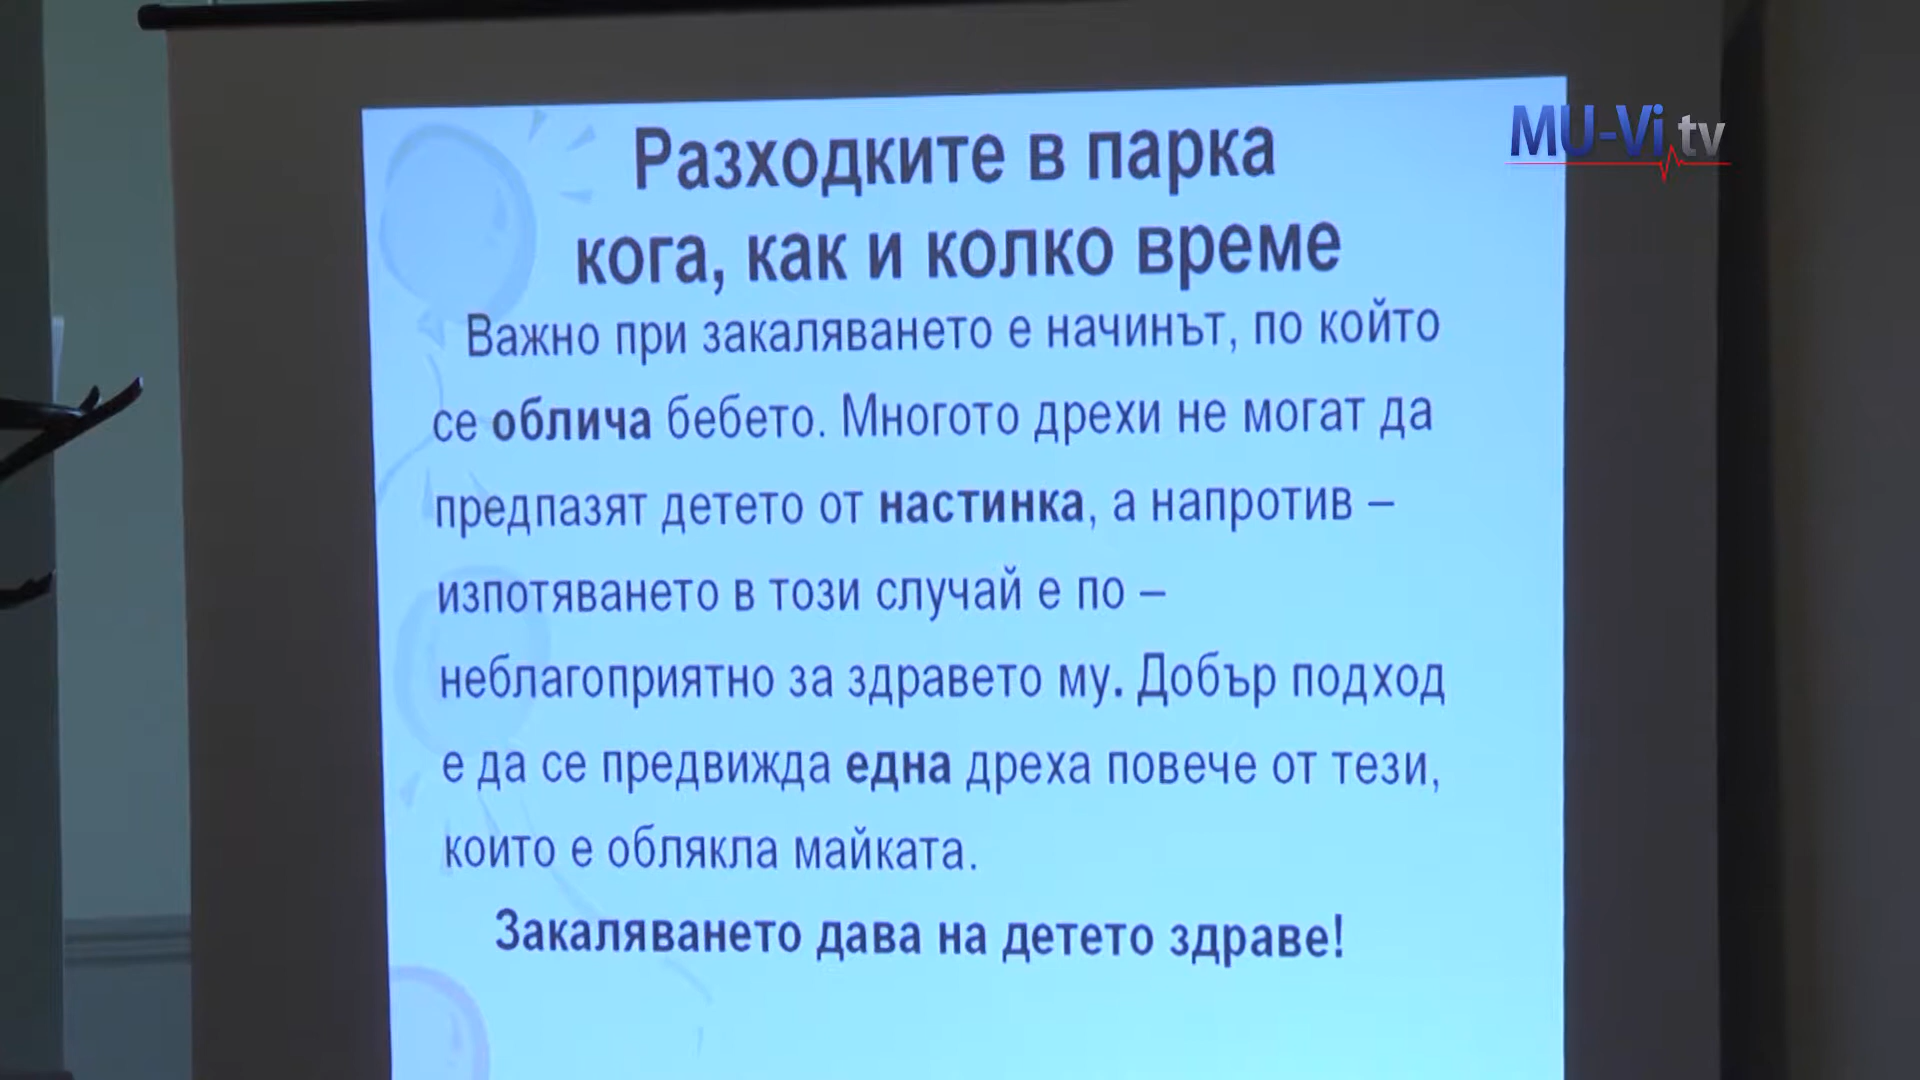 MU-Vi.tv
Разходките в парка
кога, как и колко време
Важно при закаляването е начинът, по който
се облича бебето. Многото дрехи не могат да
предпазят детето от настинка, а напротив –
изпотяването в този случай е по –
неблагоприятно за здравето му. Добър подход
е да се предвижда една дреха повече от тези,
които е облякла майката.
Закаляването дава на детето здраве!